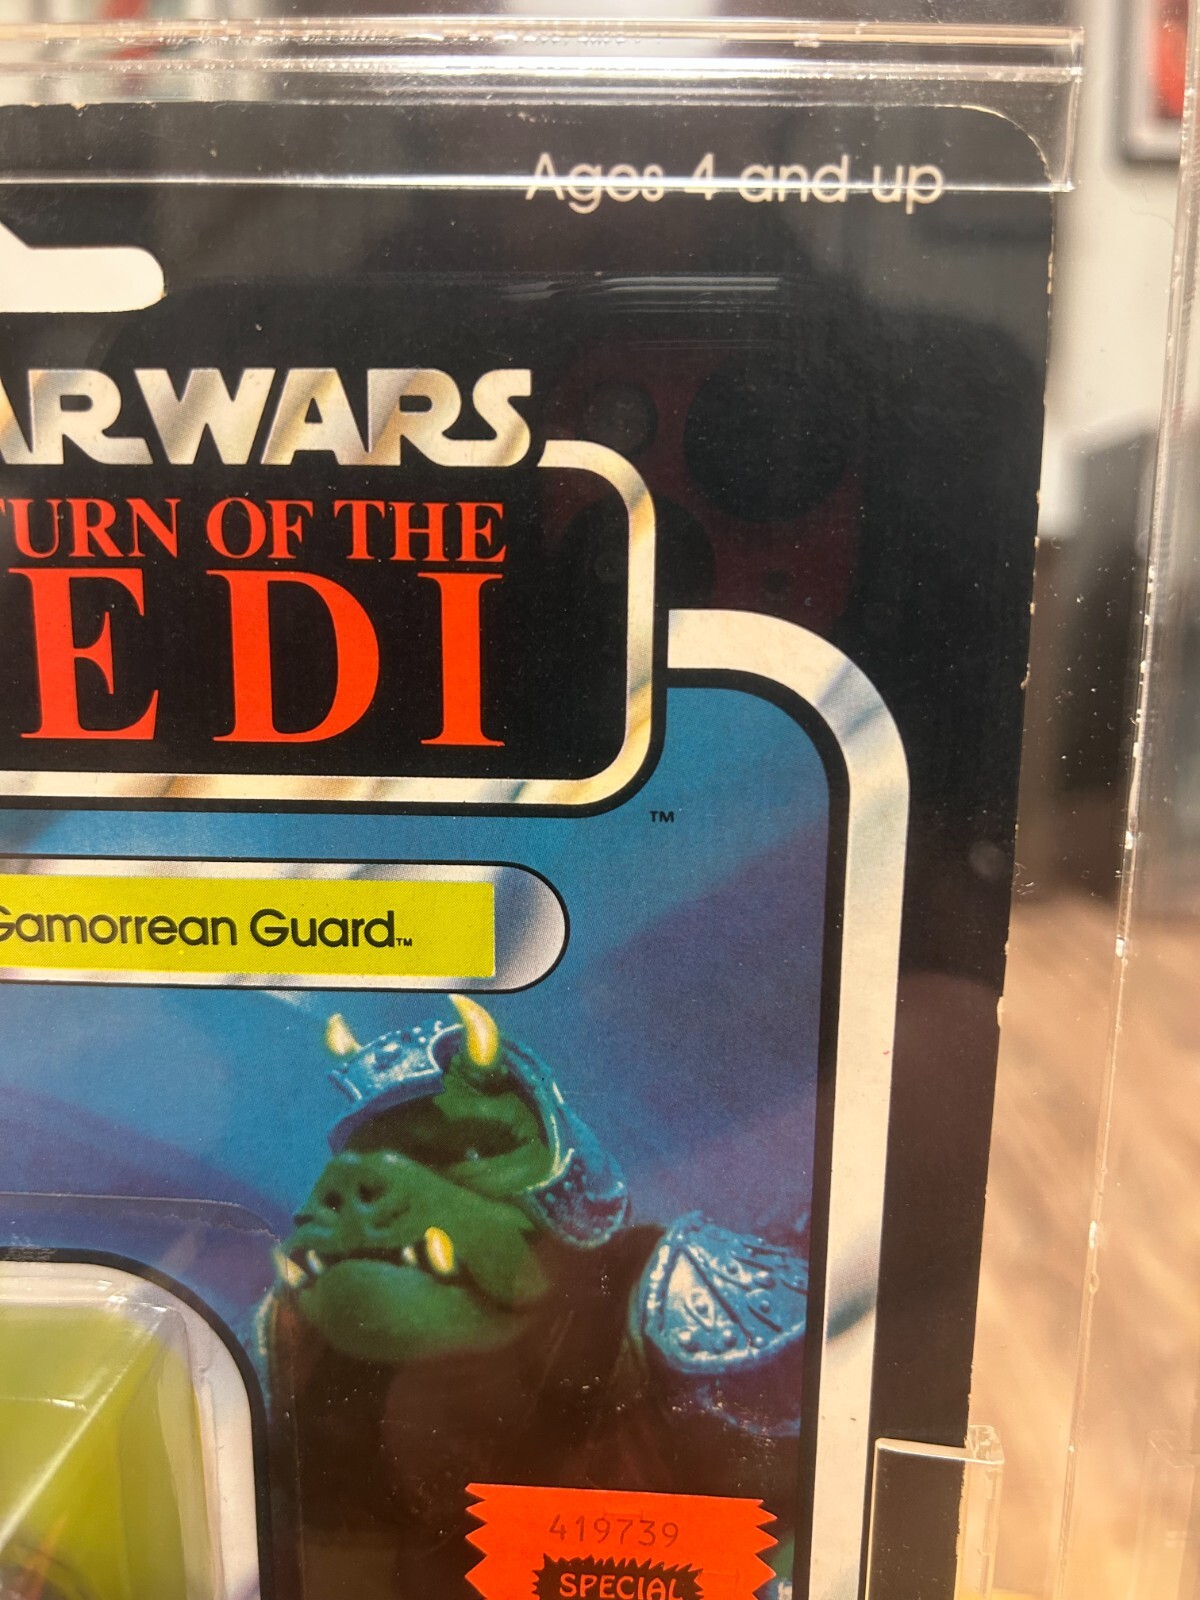 Ages 4 and up
AR WARS
TURN OF THE
EDI
TM
Gamorrean Guard™
419739
SPECIAL